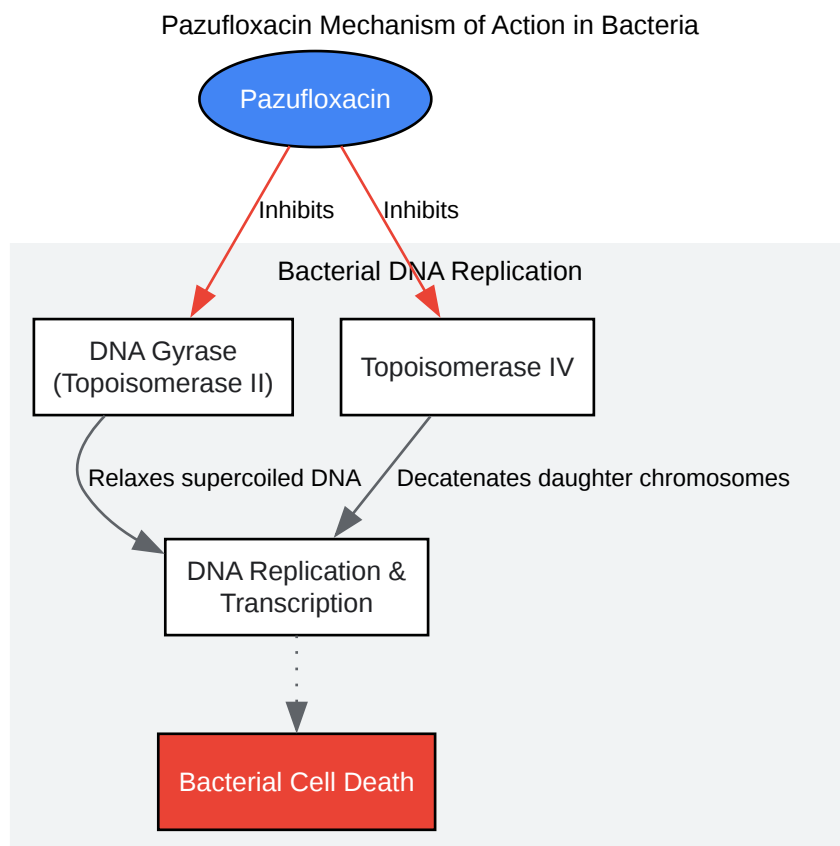 Pazufloxacin Mechanism of Action in Bacteria
Pazufloxacin
Inhibits
Inhibits
Bacterial DNA Replication
DNA Gyrase
(Topoisomerase II)
Topoisomerase IV
Relaxes supercoiled DNA
Decatenates daughter chromosomes
DNA Replication &
Transcription
Bacterial Cell Death